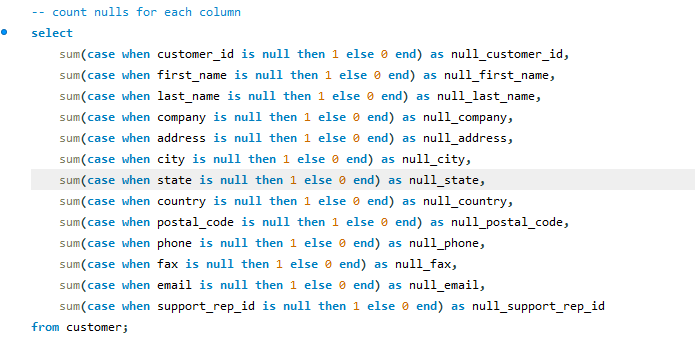 -- count nulls for each column
select
sum(case when customer_id is null then 1 else 0 end) as null_customer_id,
sum(case when first_name is null then 1 else 0 end) as null_first_name,
sum(case when last_name is null then 1 else 0 end) as null_last_name,
sum(case when company is null then 1 else 0 end) as null_company,
sum(case when address is null then 1 else 0 end) as null_address,
sum(case when city is null then 1 else 0 end) as null_city,
sum(case when state is null then 1 else 0 end) as null_state,
sum(case when country is null then 1 else 0 end) as null_country,
sum(case when postal_code is null then 1 else 0 end) as null_postal_code,
sum(case when phone is null then 1 else 0 end) as null_phone,
sum(case when fax is null then 1 else 0 end) as null_fax,
sum(case when email is null then 1 else 0 end) as null_email,
sum(case when support_rep_id is null then 1 else 0 end) as null_support_rep_id
from customer;